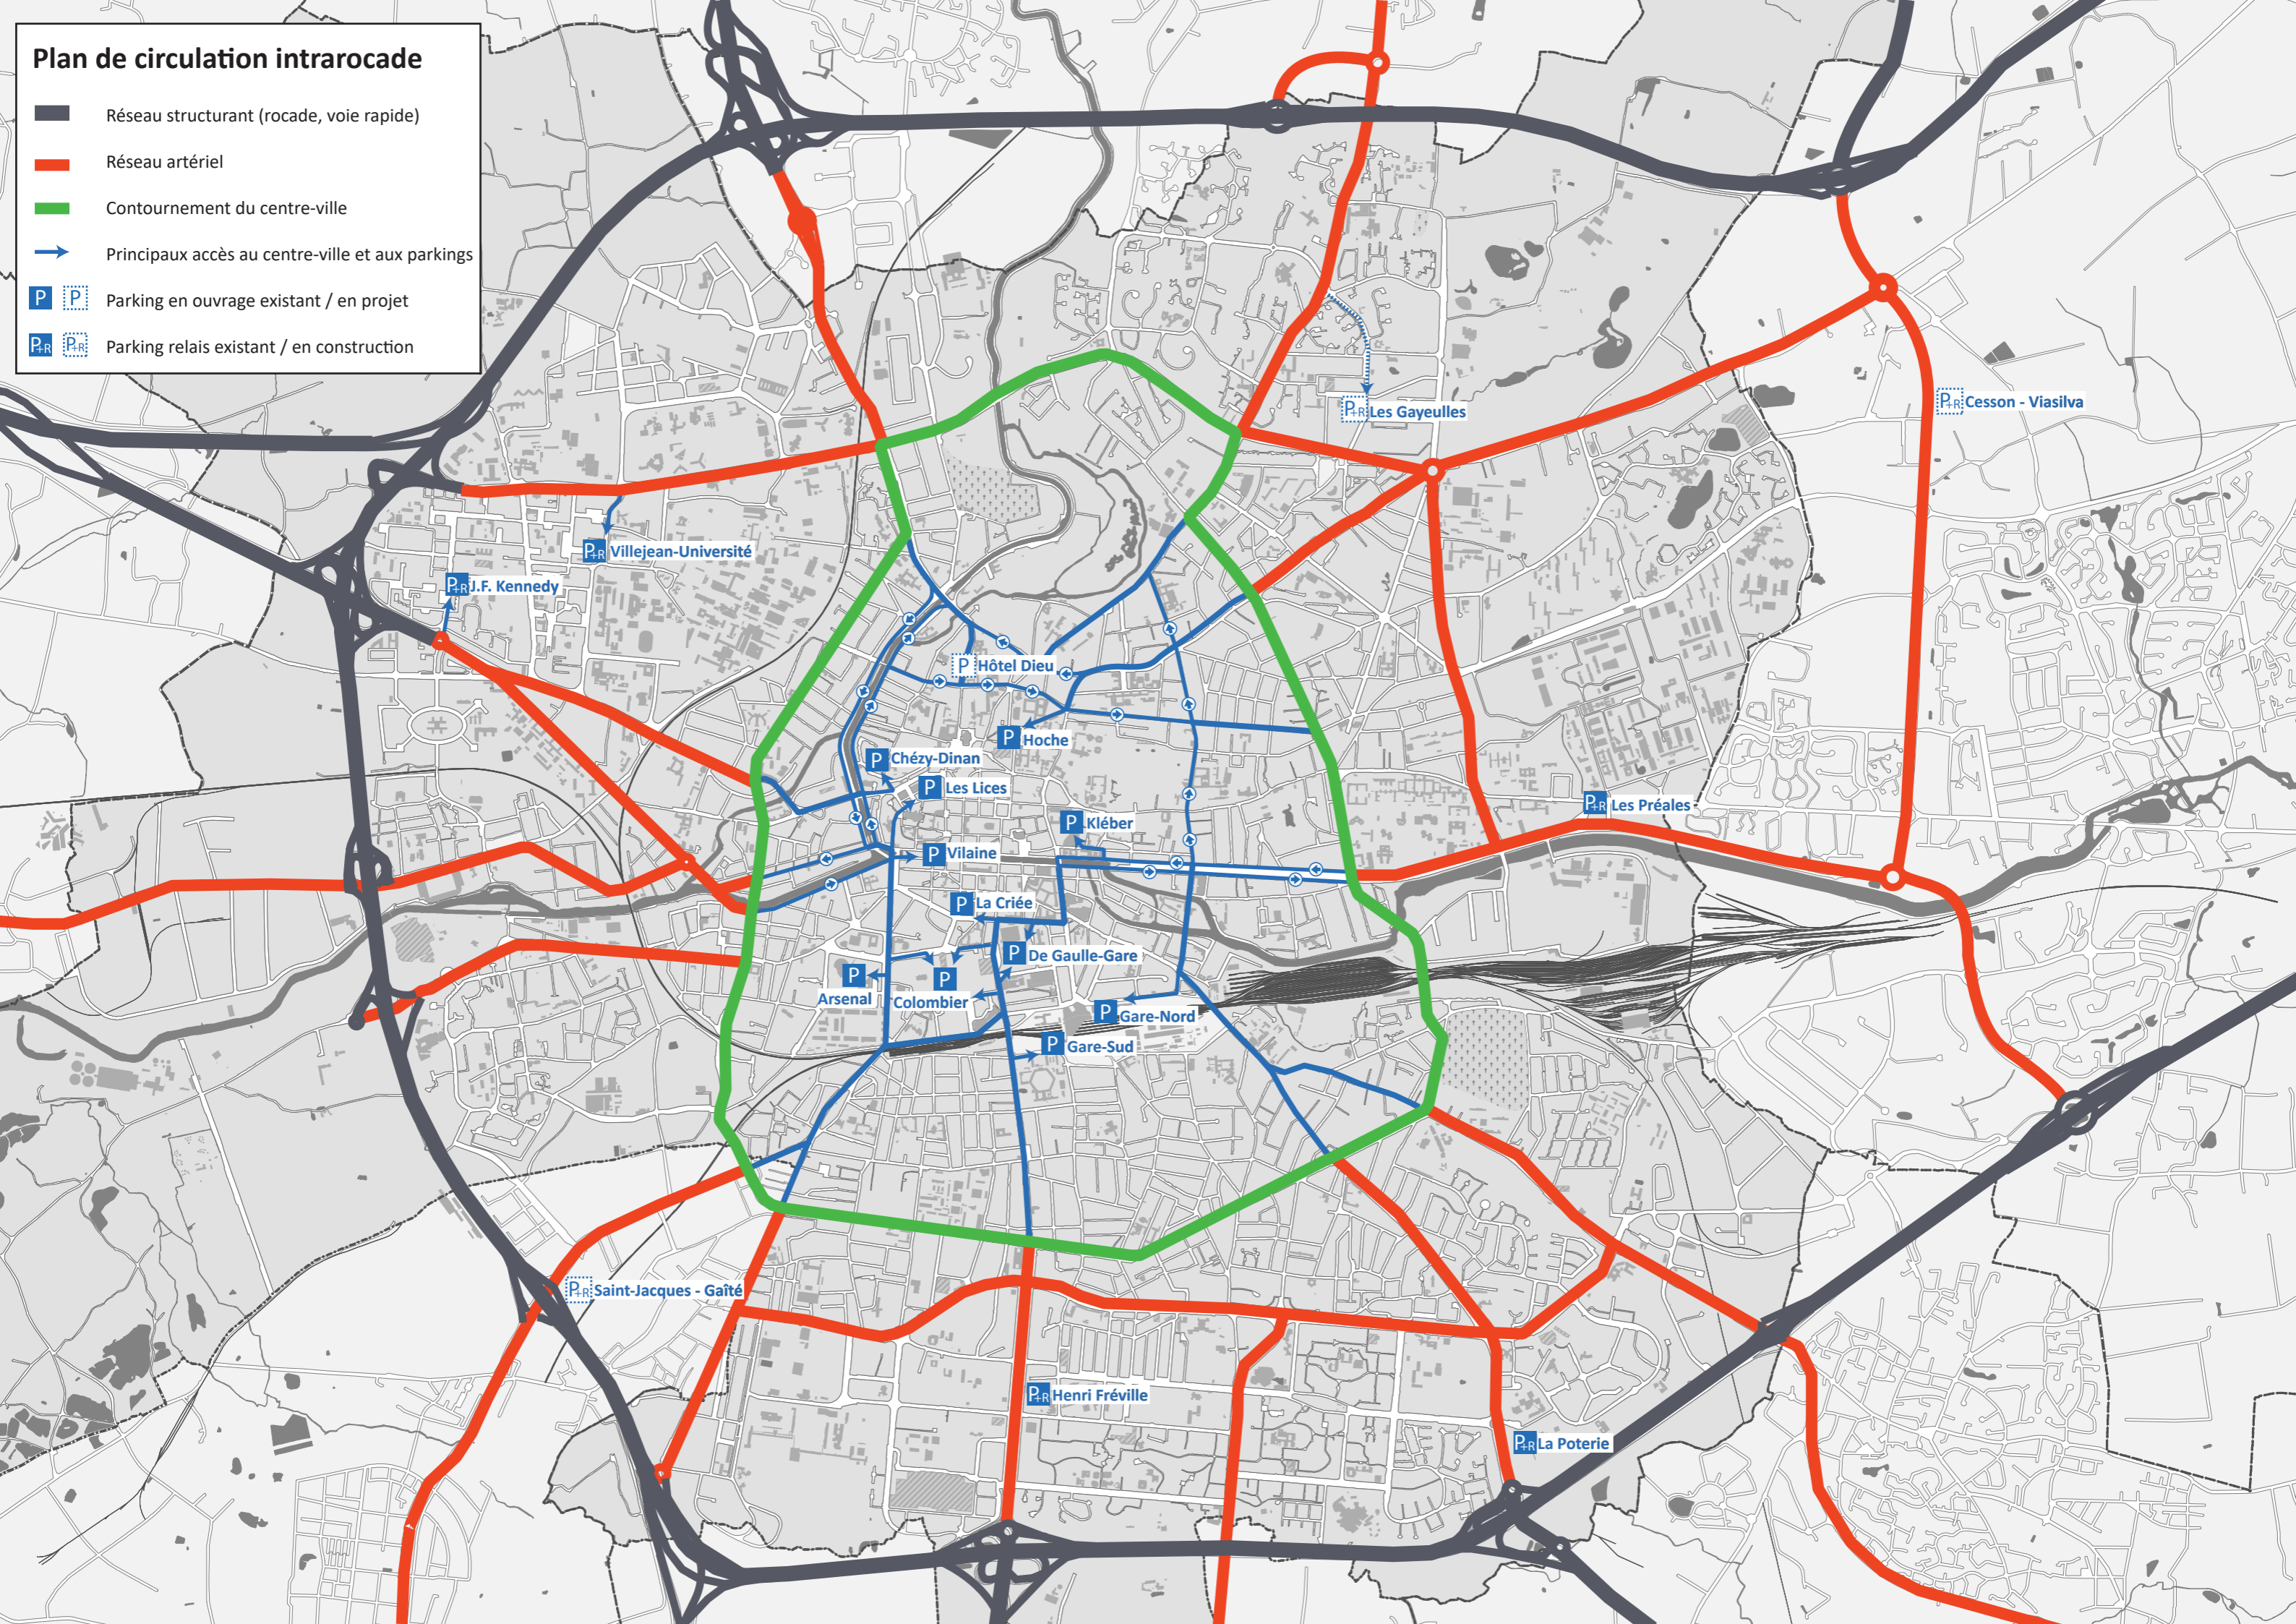 Plan de circulation intrarocade
Réseau structurant (rocade, voie rapide)
Réseau artériel
Contournement du centre-ville
Principaux accès au centre-ville et aux parkings
P P Parking en ouvrage existant / en projet
P+R P+R Parking relais existant / en construction
P+R Cesson - Viasilva
P+R Les Gayeulles
P+R Villejean-Université
P+R J.F. Kennedy
P Hôtel Dieu
P Hoche
P Chézy-Dinan
P Les Lices
P+R Les Préales
P Kléber
P Vilaine
P La Criée
P De Gaulle-Gare
P
Arsenal
P
Colombier
P Gare-Nord
P Gare-Sud
P+R Saint-Jacques - Gaîté
P+R Henri Fréville
P+R La Poterie